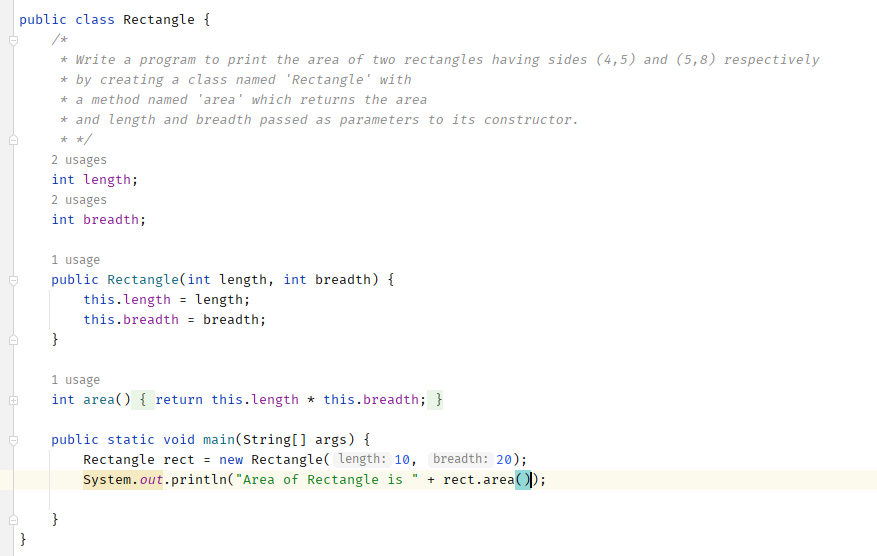 public class Rectangle {
/*
* Write a program to print the area of two rectangles having sides (4,5) and (5,8) respectively
* by creating a class named 'Rectangle' with
* a method named 'area' which returns the area
* and length and breadth passed as parameters to its constructor.
* */
2 usages
int length;
2 usages
int breadth;
1 usage
public Rectangle(int length, int breadth) {
this.length = length;
this.breadth = breadth;
}
1 usage
int area() { return this.length * this.breadth; }
public static void main(String[] args) {
Rectangle rect = new Rectangle( length: 10, breadth: 20);
System.out.println("Area of Rectangle is " + rect.area());
}
}